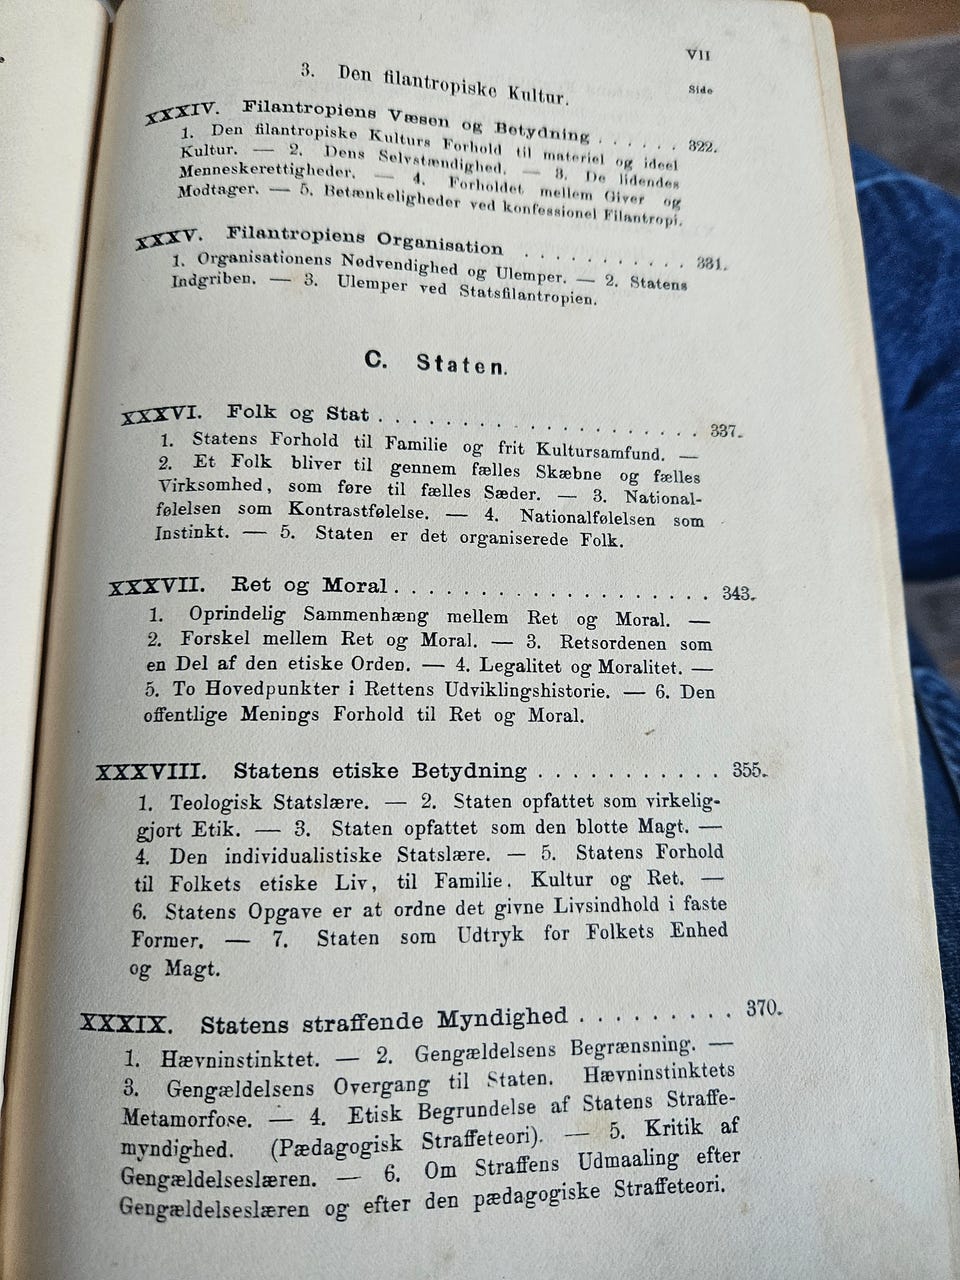 VII
3. Den filantropiske Kultur.
Side
XXXIV. Filantropiens Væsen og Betydning . . . . . . 322.
1. Den filantropiske Kulturs Forhold til materiel og ideel
Kultur. — 2. Dens Selvstændighed. — 3. De lidendes
Menneskerettigheder. — 4. Forholdet mellem Giver og
Modtager. — 5. Betænkeligheder ved konfessionel Filantropi.
XXXV. Filantropiens Organisation . . . . . . . . . . . 331.
1. Organisationens Nødvendighed og Ulemper. — 2. Statens
Indgriben. — 3. Ulemper ved Statsfilantropien.
C. Staten.
XXXVI. Folk og Stat . . . . . . . . . . . . . . . . . . 337.
1. Statens Forhold til Familie og frit Kultursamfund. —
2. Et Folk bliver til gennem fælles Skæbne og fælles
Virksomhed, som føre til fælles Sæder. — 3. National-
følelsen som Kontrastfølelse. — 4. Nationalfølelsen som
Instinkt. — 5. Staten er det organiserede Folk.
XXXVII. Ret og Moral . . . . . . . . . . . . . . . . . . 343.
1. Oprindelig Sammenhæng mellem Ret og Moral. —
2. Forskel mellem Ret og Moral. — 3. Retsordenen som
en Del af den etiske Orden. — 4. Legalitet og Moralitet. —
5. To Hovedpunkter i Rettens Udviklingshistorie. — 6. Den
offentlige Menings Forhold til Ret og Moral.
XXXVIII. Statens etiske Betydning . . . . . . . . . . . 355.
1. Teologisk Statslære. — 2. Staten opfattet som virkelig-
gjort Etik. — 3. Staten opfattet som den blotte Magt. —
4. Den individualistiske Statslære. — 5. Statens Forhold
til Folkets etiske Liv, til Familie. Kultur og Ret. —
6. Statens Opgave er at ordne det givne Livsindhold i faste
Former. — 7. Staten som Udtryk for Folkets Enhed
og Magt.
XXXIX. Statens straffende Myndighed . . . . . . . . . 370.
1. Hævninstinktet. — 2. Gengældelsens Begrænsning. —
3. Gengældelsens Overgang til Staten. Hævninstinktets
Metamorfose. — 4. Etisk Begrundelse af Statens Straffe-
myndighed. (Pædagogisk Straffeteori). — 5. Kritik af
Gengældelseslæren. — 6. Om Straffens Udmaaling efter
Gengældelseslæren og efter den pædagogiske Straffeteori.